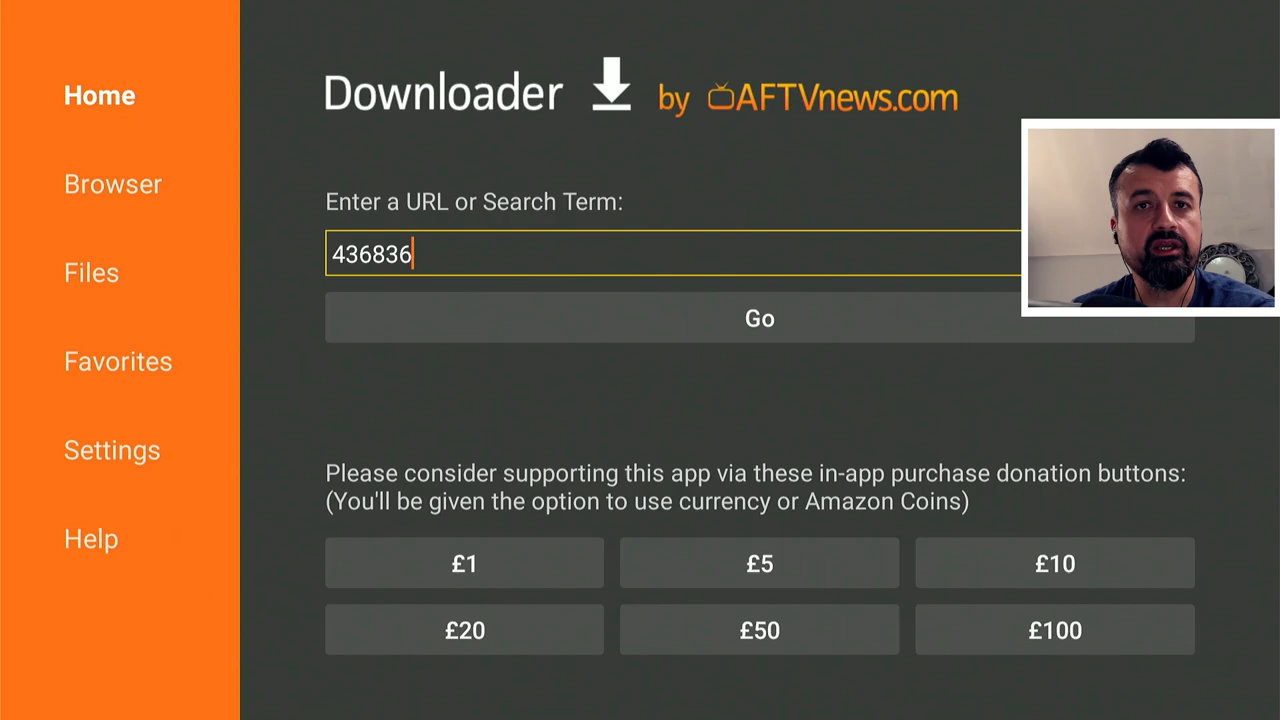 Home
Browser
Files
Favorites
Settings
Help
Downloader by AFTVnews.com
Enter a URL or Search Term:
436836
Go
Please consider supporting this app via these in-app purchase donation buttons:
(You'll be given the option to use currency or Amazon Coins)
£1 £5 £10
£20 £50 £100